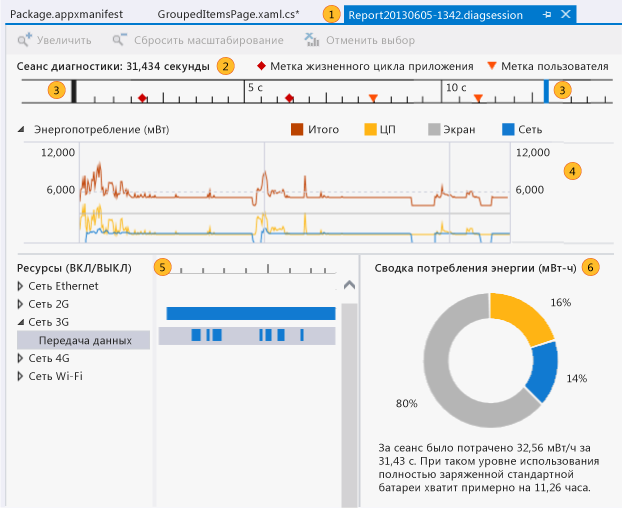 Package.appxmanifest GroupedItemsPage.xaml.cs* 1 Report20130605-1342.diagsession
Увеличить Сбросить масштабирование Отменить выбор
Сеанс диагностики: 31,434 секунды 2 Метка жизненного цикла приложения Метка пользователя
3 5 с 10 с 3
Энергопотребление (мВт) Итого ЦП Экран Сеть
12,000 12,000
6,000 6,000 4
Ресурсы (ВКЛ/ВЫКЛ) 5
Сеть Ethernet
Сеть 2G
Сеть 3G
Передача данных
Сеть 4G
Сеть Wi-Fi
Сводка потребления энергии (мВт-ч) 6
16%
14%
80%
За сеанс было потрачено 32,56 мВт/ч за
31,43 с. При таком уровне использования
полностью заряженной стандартной
батареи хватит примерно на 11,26 часа.